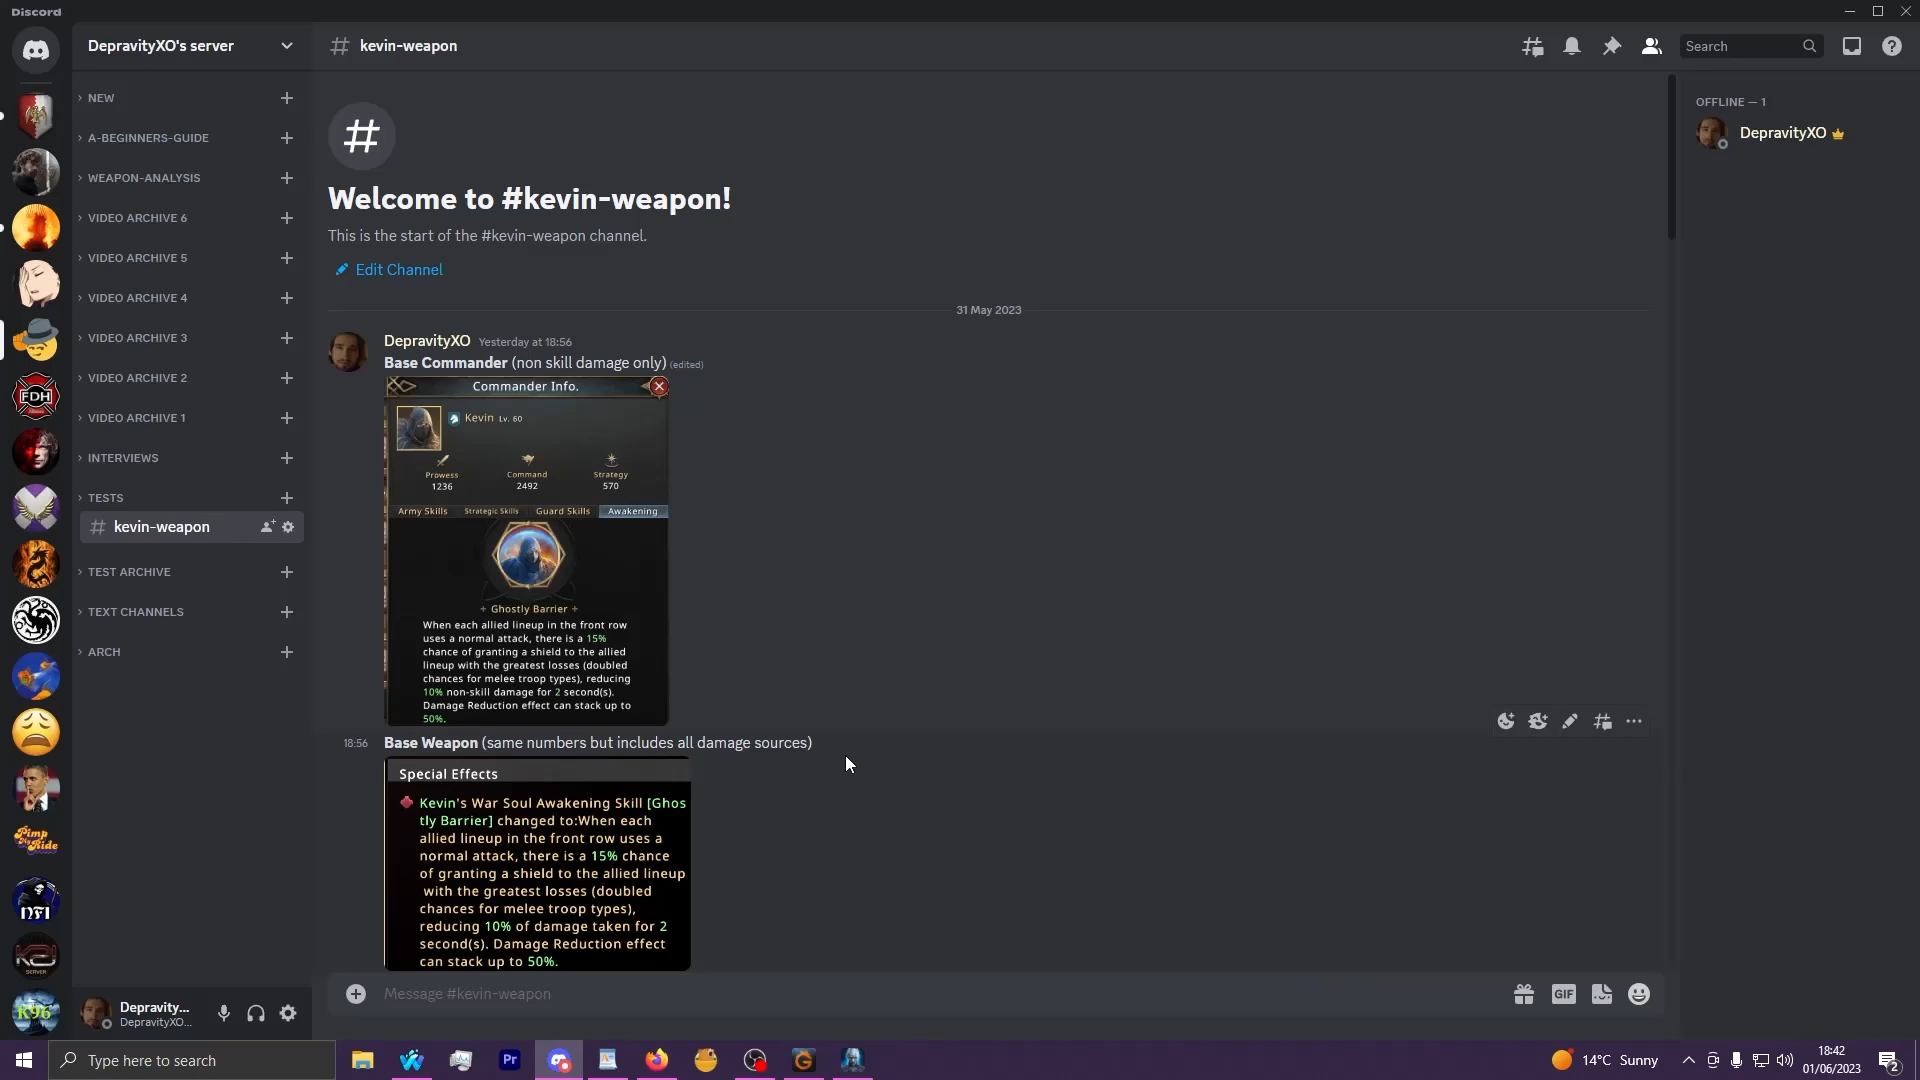 Discord
DepravityXO's server
kevin-weapon
Search
NEW
A-BEGINNERS-GUIDE
WEAPON-ANALYSIS
VIDEO ARCHIVE 6
VIDEO ARCHIVE 5
VIDEO ARCHIVE 4
VIDEO ARCHIVE 3
VIDEO ARCHIVE 2
VIDEO ARCHIVE 1
INTERVIEWS
TESTS
kevin-weapon
TEST ARCHIVE
TEXT CHANNELS
ARCH
FDH
Pimp
My
Ride
NFI
SERVER
K96
Depravity...
DepravityXO...
Welcome to #kevin-weapon!
This is the start of the #kevin-weapon channel.
Edit Channel
31 May 2023
DepravityXO Yesterday at 18:56
Base Commander (non skill damage only) (edited)
Commander Info.
Kevin Lv. 60
Prowess Command Strategy
1236 2492 570
Army Skills Strategic Skills Guard Skills Awakening
+ Ghostly Barrier +
When each allied lineup in the front row
uses a normal attack, there is a 15%
chance of granting a shield to the allied
lineup with the greatest losses (doubled
chances for melee troop types), reducing
10% non-skill damage for 2 second(s).
Damage Reduction effect can stack up to
50%.
18:56 Base Weapon (same numbers but includes all damage sources)
Special Effects
Kevin's War Soul Awakening Skill [Ghos
tly Barrier] changed to:When each
allied lineup in the front row uses a
normal attack, there is a 15% chance
of granting a shield to the allied lineup
with the greatest losses (doubled
chances for melee troop types),
reducing 10% of damage taken for 2
second(s). Damage Reduction effect
can stack up to 50%.
Message #kevin-weapon
GIF
OFFLINE — 1
DepravityXO
Type here to search
Pr
14°C Sunny
18:42
01/06/2023
2